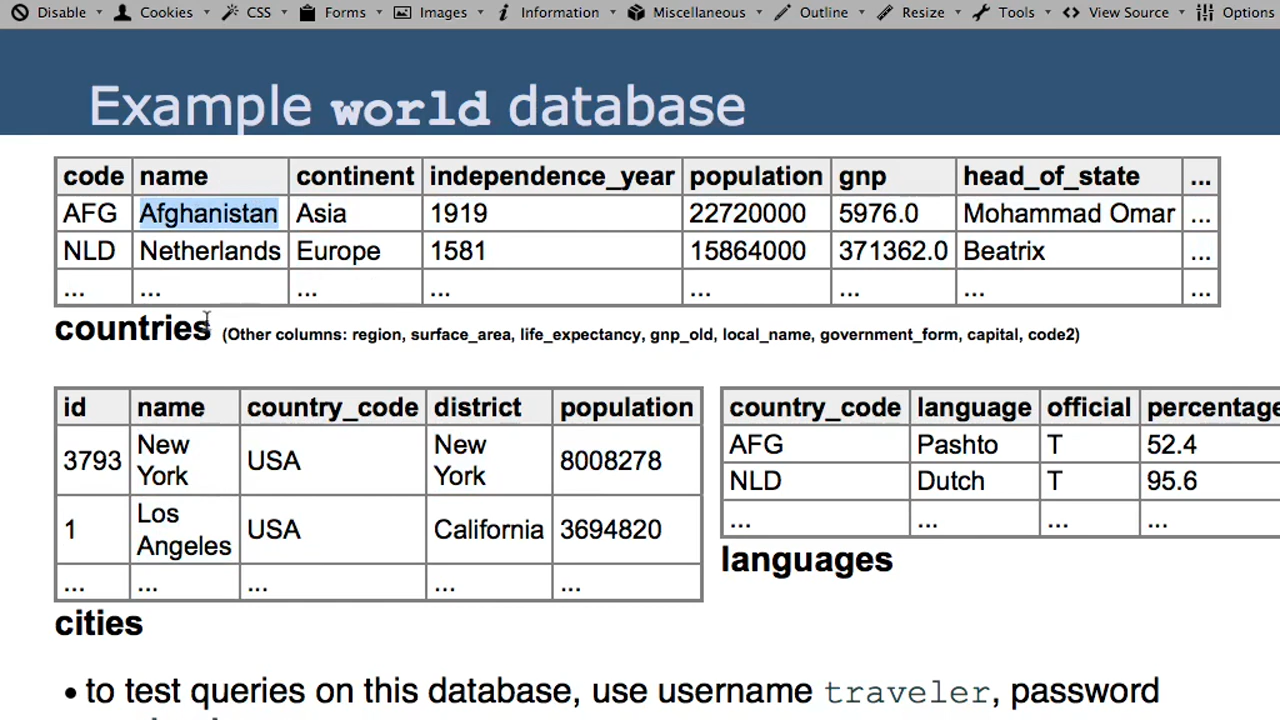 Disable Cookies CSS Forms Images Information Miscellaneous Outline Resize Tools View Source Options
Example world database
code name continent independence_year population gnp head_of_state ...
AFG Afghanistan Asia 1919 22720000 5976.0 Mohammad Omar ...
NLD Netherlands Europe 1581 15864000 371362.0 Beatrix ...
... ... ... ... ... ... ... ...
countries (Other columns: region, surface_area, life_expectancy, gnp_old, local_name, government_form, capital, code2)
id name country_code district population
3793 New York USA New York 8008278
1 Los Angeles USA California 3694820
... ... ... ... ...
cities
country_code language official percentage
AFG Pashto T 52.4
NLD Dutch T 95.6
... ... ... ...
languages
• to test queries on this database, use username traveler, password